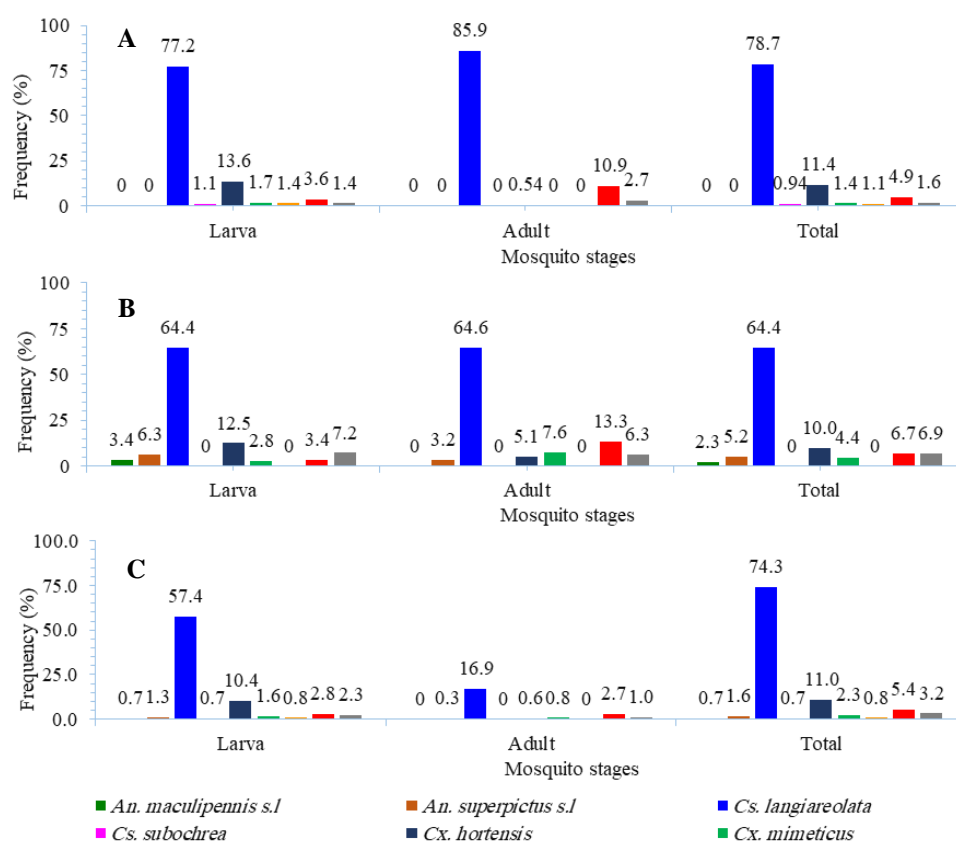 A
100
75
50
25
0
Frequency (%)
0 0 77.2 1.1 13.6 1.7 1.4 3.6 1.4
0 0 85.9 0 0.54 0 0 10.9 2.7
0 0 78.7 0.94 11.4 1.4 1.1 4.9 1.6
Larva Adult Total
Mosquito stages
B
100
75
50
25
0
Frequency (%)
3.4 6.3 64.4 0 12.5 2.8 0 3.4 7.2
0 3.2 64.6 0 5.1 7.6 0 13.3 6.3
2.3 5.2 64.4 0 10.0 4.4 0 6.7 6.9
Larva Adult Total
Mosquito stages
C
100.0
75.0
50.0
25.0
0.0
Frequency (%)
0.7 1.3 57.4 0.7 10.4 1.6 0.8 2.8 2.3
0 0.3 16.9 0 0.6 0.8 0 2.7 1.0
0.7 1.6 74.3 0.7 11.0 2.3 0.8 5.4 3.2
Larva Adult Total
Mosquito stages
An. maculipennis s.l An. superpictus s.l Cs. langiareolata
Cs. subochrea Cx. hortensis Cx. mimeticus